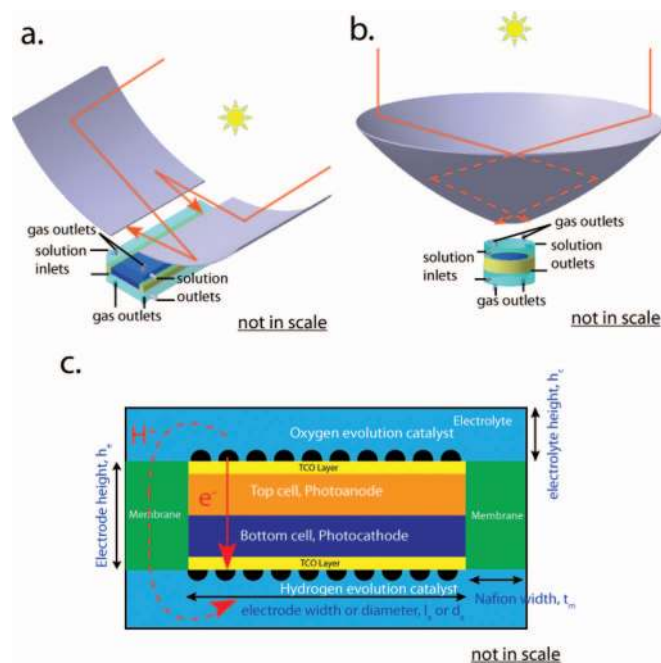 a.
b.
gas outlets
solution
inlets
solution
outlets
gas outlets
not in scale
gas outlets
solution
solution
inlets
outlets
gas outlets
not in scale
c.
Electrolyte
H⁺
Oxygen evolution catalyst
electrolyte height, hc
Electrode height, he
TCO Layer
e⁻
Top cell, Photoanode
Membrane
Membrane
Bottom cell, Photocathode
TCO Layer
Hydrogen evolution catalyst
electrode width or diameter, le or de
Nafion width, tm
not in scale